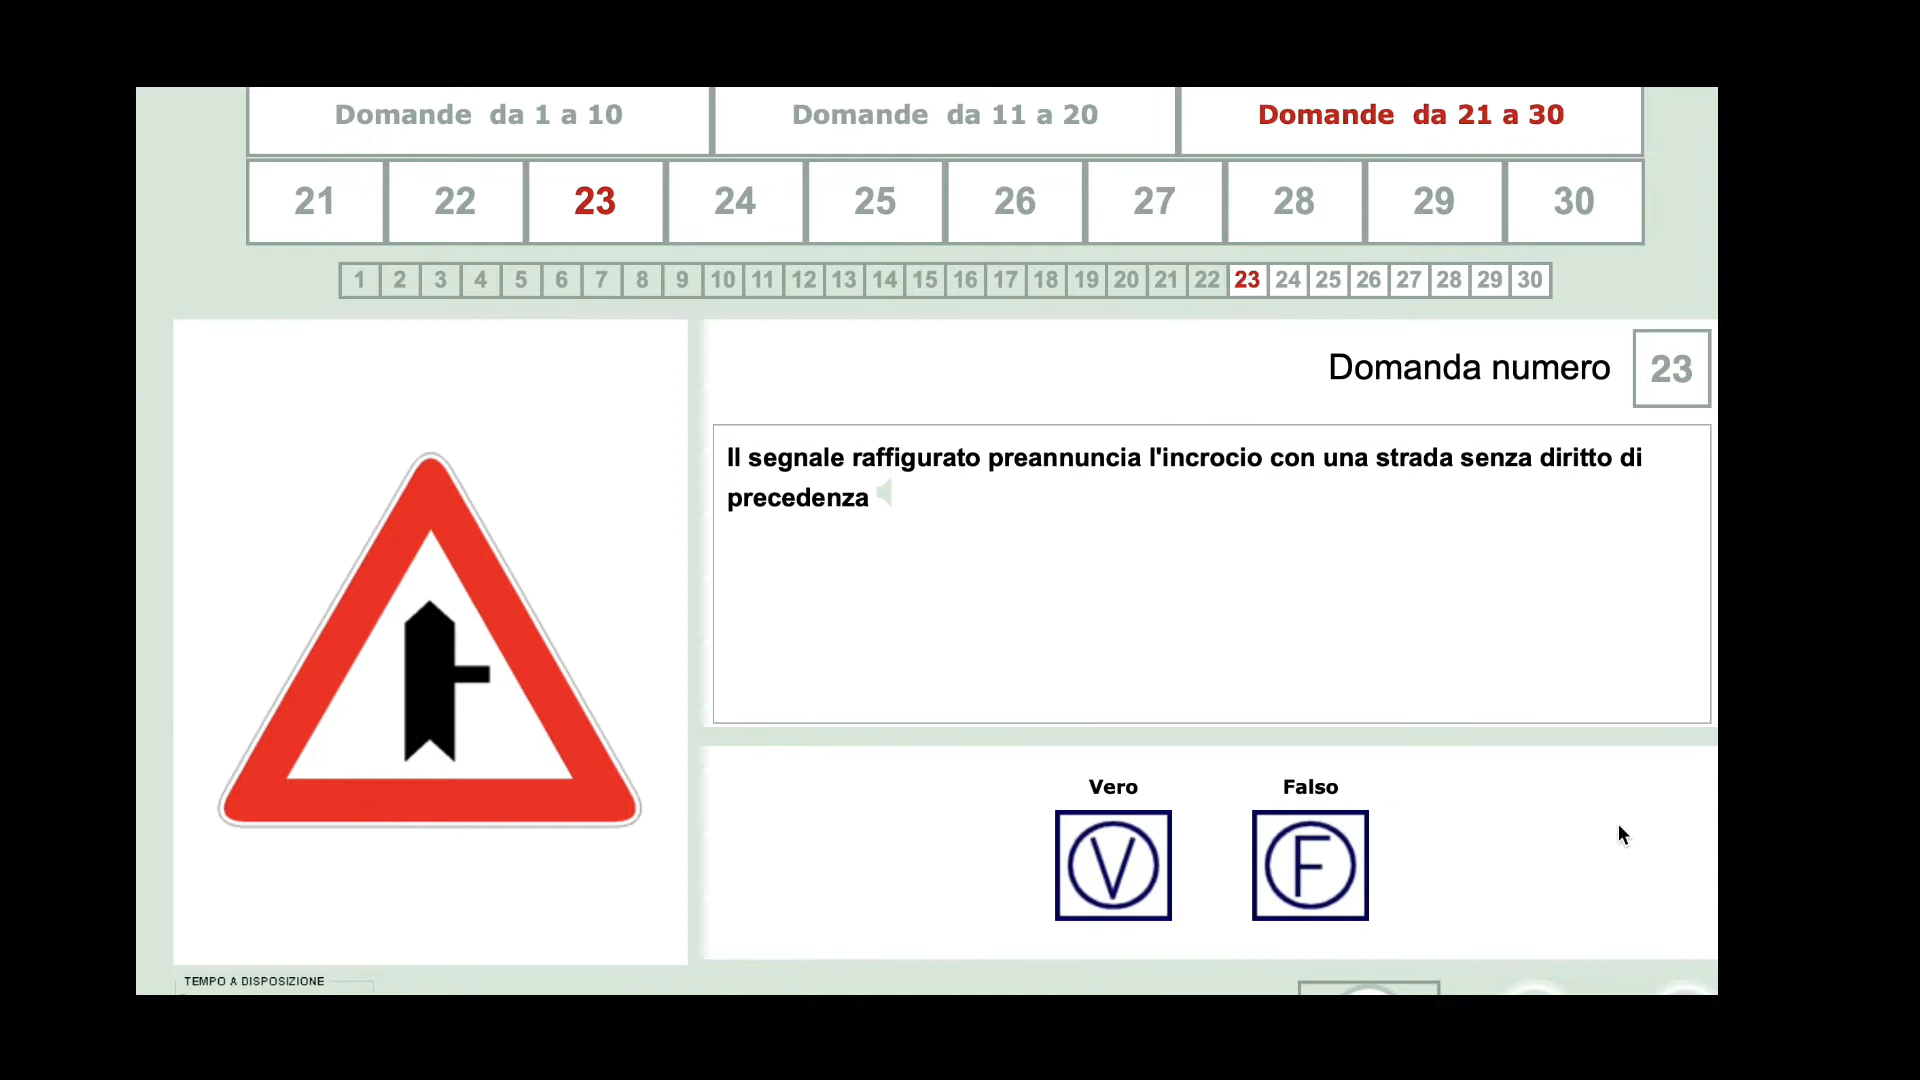 Domande da 1 a 10 Domande da 11 a 20 Domande da 21 a 30
21 22 23 24 25 26 27 28 29 30
1 2 3 4 5 6 7 8 9 10 11 12 13 14 15 16 17 18 19 20 21 22 23 24 25 26 27 28 29 30
Domanda numero 23
Il segnale raffigurato preannuncia l'incrocio con una strada senza diritto di
precedenza
Vero Falso
V F
TEMPO A DISPOSIZIONE